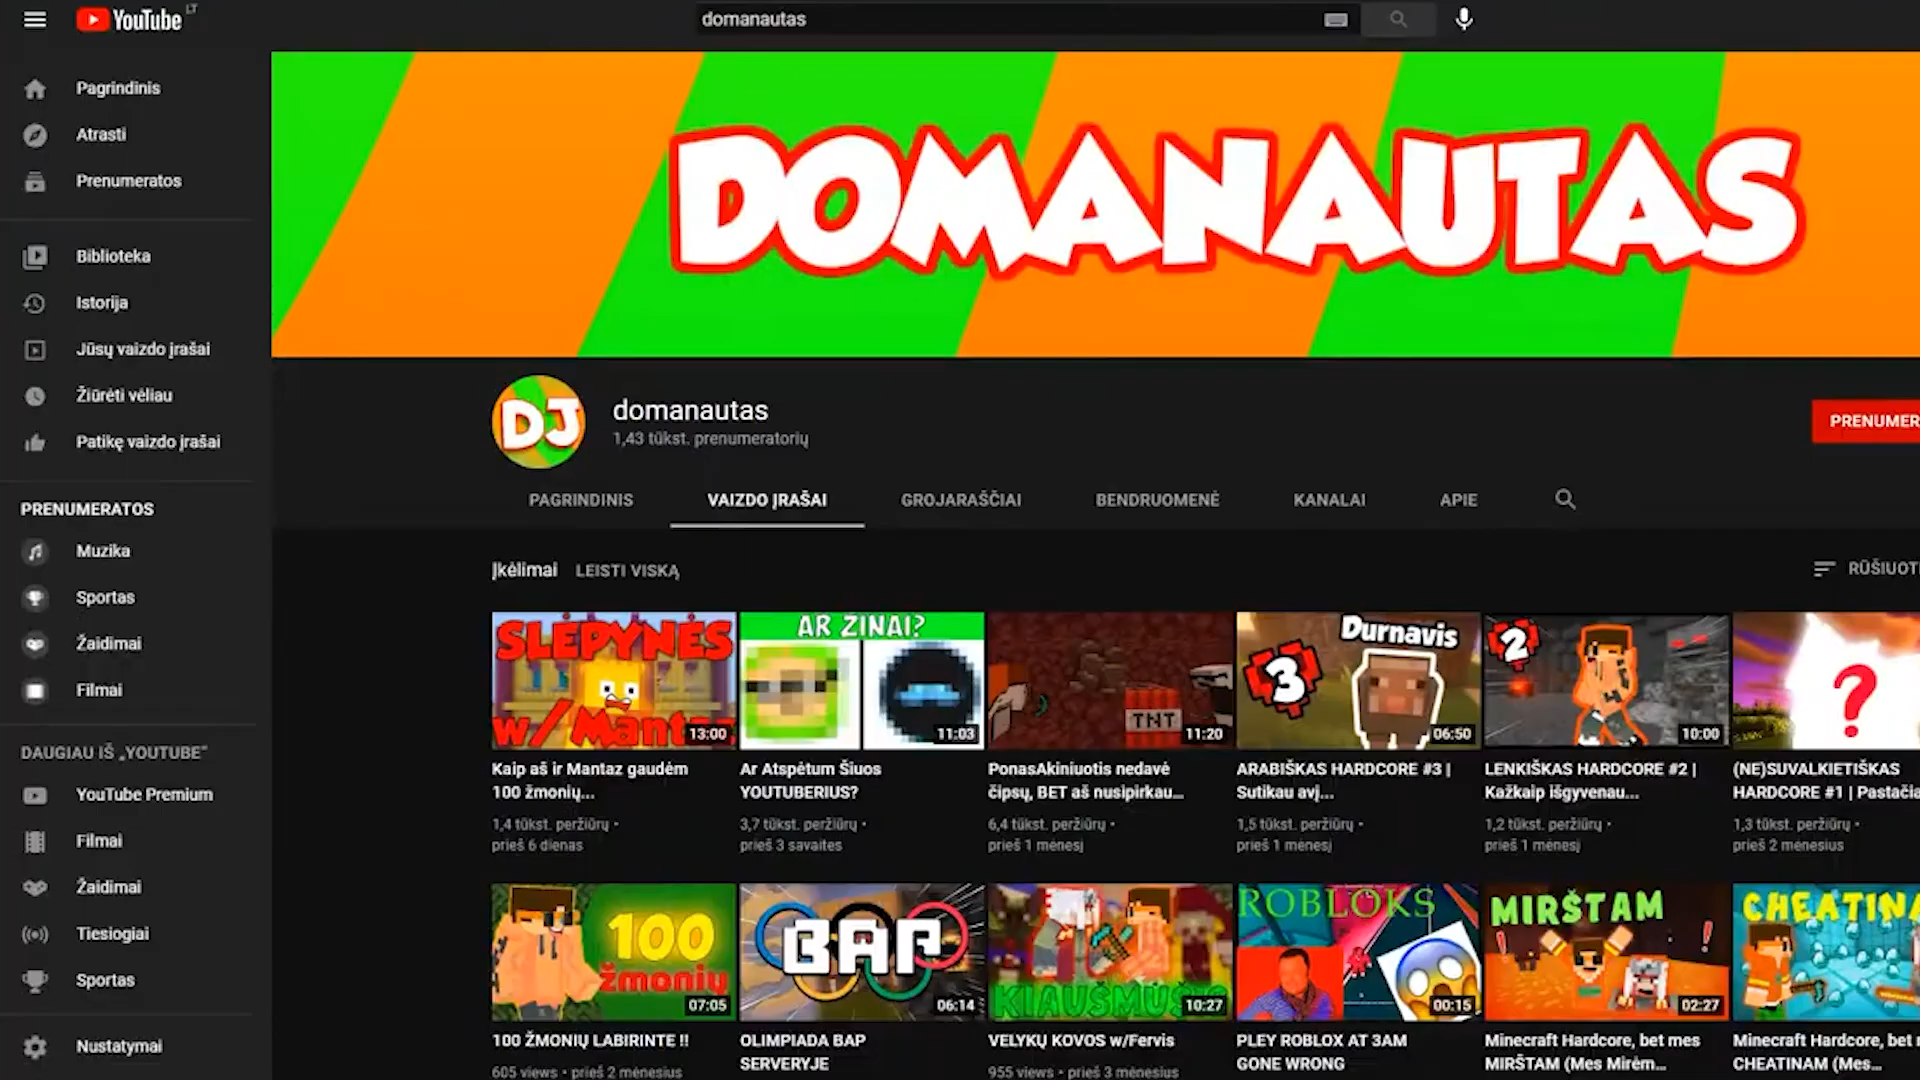 YouTube LT
domanautas
Pagrindinis
Atrasti
Prenumeratos
Biblioteka
Istorija
Jūsų vaizdo įrašai
Žiūrėti vėliau
Patikę vaizdo įrašai
PRENUMERATOS
Muzika
Sportas
Žaidimai
Filmai
DAUGIAU IŠ „YOUTUBE“
YouTube Premium
Filmai
Žaidimai
Tiesiogiai
Sportas
Nustatymai
DOMANAUTAS
DJ
domanautas
1,43 tūkst. prenumeratorių
PRENUMER
PAGRINDINIS VAIZDO ĮRAŠAI GROJARAŠČIAI BENDRUOMENĖ KANALAI APIE
Įkėlimai LEISTI VISKĄ
RŪŠIUOTI
SLĖPYNĖS
w/Mantaz
13:00
Kaip aš ir Mantaz gaudėm
100 žmonių...
1,4 tūkst. peržiūrų •
prieš 6 dienas
AR ZINAI?
11:03
Ar Atspėtum Šiuos
YOUTUBERIUS?
3,7 tūkst. peržiūrų •
prieš 3 savaites
TNT
11:20
PonasAkiniuotis nedavė
čipsų, BET aš nusipirkau...
6,4 tūkst. peržiūrų •
prieš 1 mėnesį
Durnavis
3
06:50
ARABIŠKAS HARDCORE #3 |
Sutikau avį...
1,5 tūkst. peržiūrų •
prieš 1 mėnesį
2
10:00
LENKIŠKAS HARDCORE #2 |
Kažkaip išgyvenau...
1,2 tūkst. peržiūrų •
prieš 1 mėnesį
?
(NE)SUVALKIETIŠKAS
HARDCORE #1 | Pastačia
1,3 tūkst. peržiūrų •
prieš 2 mėnesius
100
žmonių
07:05
100 ŽMONIŲ LABIRINTE !!
605 views • prieš 2 mėnesius
BAP
06:14
OLIMPIADA BAP
SERVERYJE
KIAUŠMUŠIS
10:27
VELYKŲ KOVOS w/Fervis
955 views • prieš 3 mėnesius
ROBLOKS
00:15
PLEY ROBLOX AT 3AM
GONE WRONG
MIRŠTAM
! !
02:27
Minecraft Hardcore, bet mes
MIRŠTAM (Mes Mirėm...
CHEATINA
Minecraft Hardcore, bet
CHEATINAM (Mes...